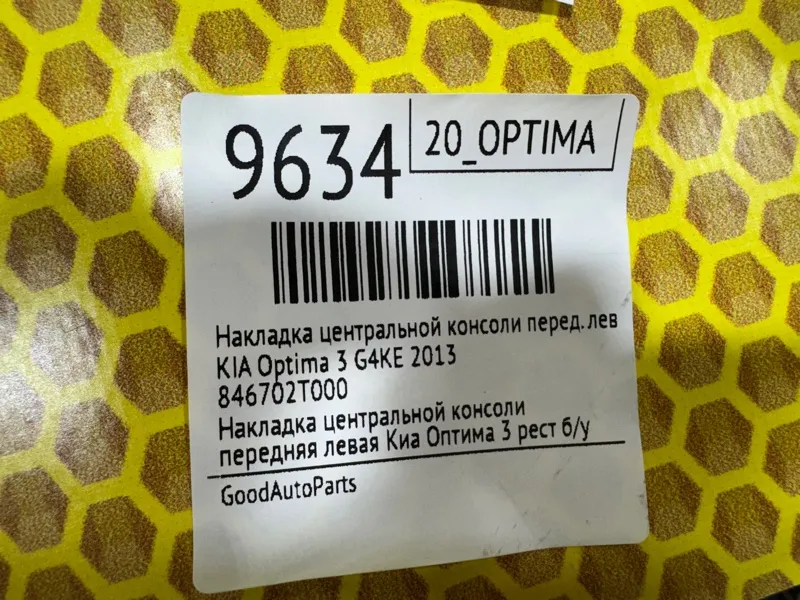 9634
20_OPTIMA
Накладка центральной консоли перед.лев
KIA Optima 3 G4KE 2013
846702T000
Накладка центральной консоли
передняя левая Киа Оптима 3 рест б/у
GoodAutoParts